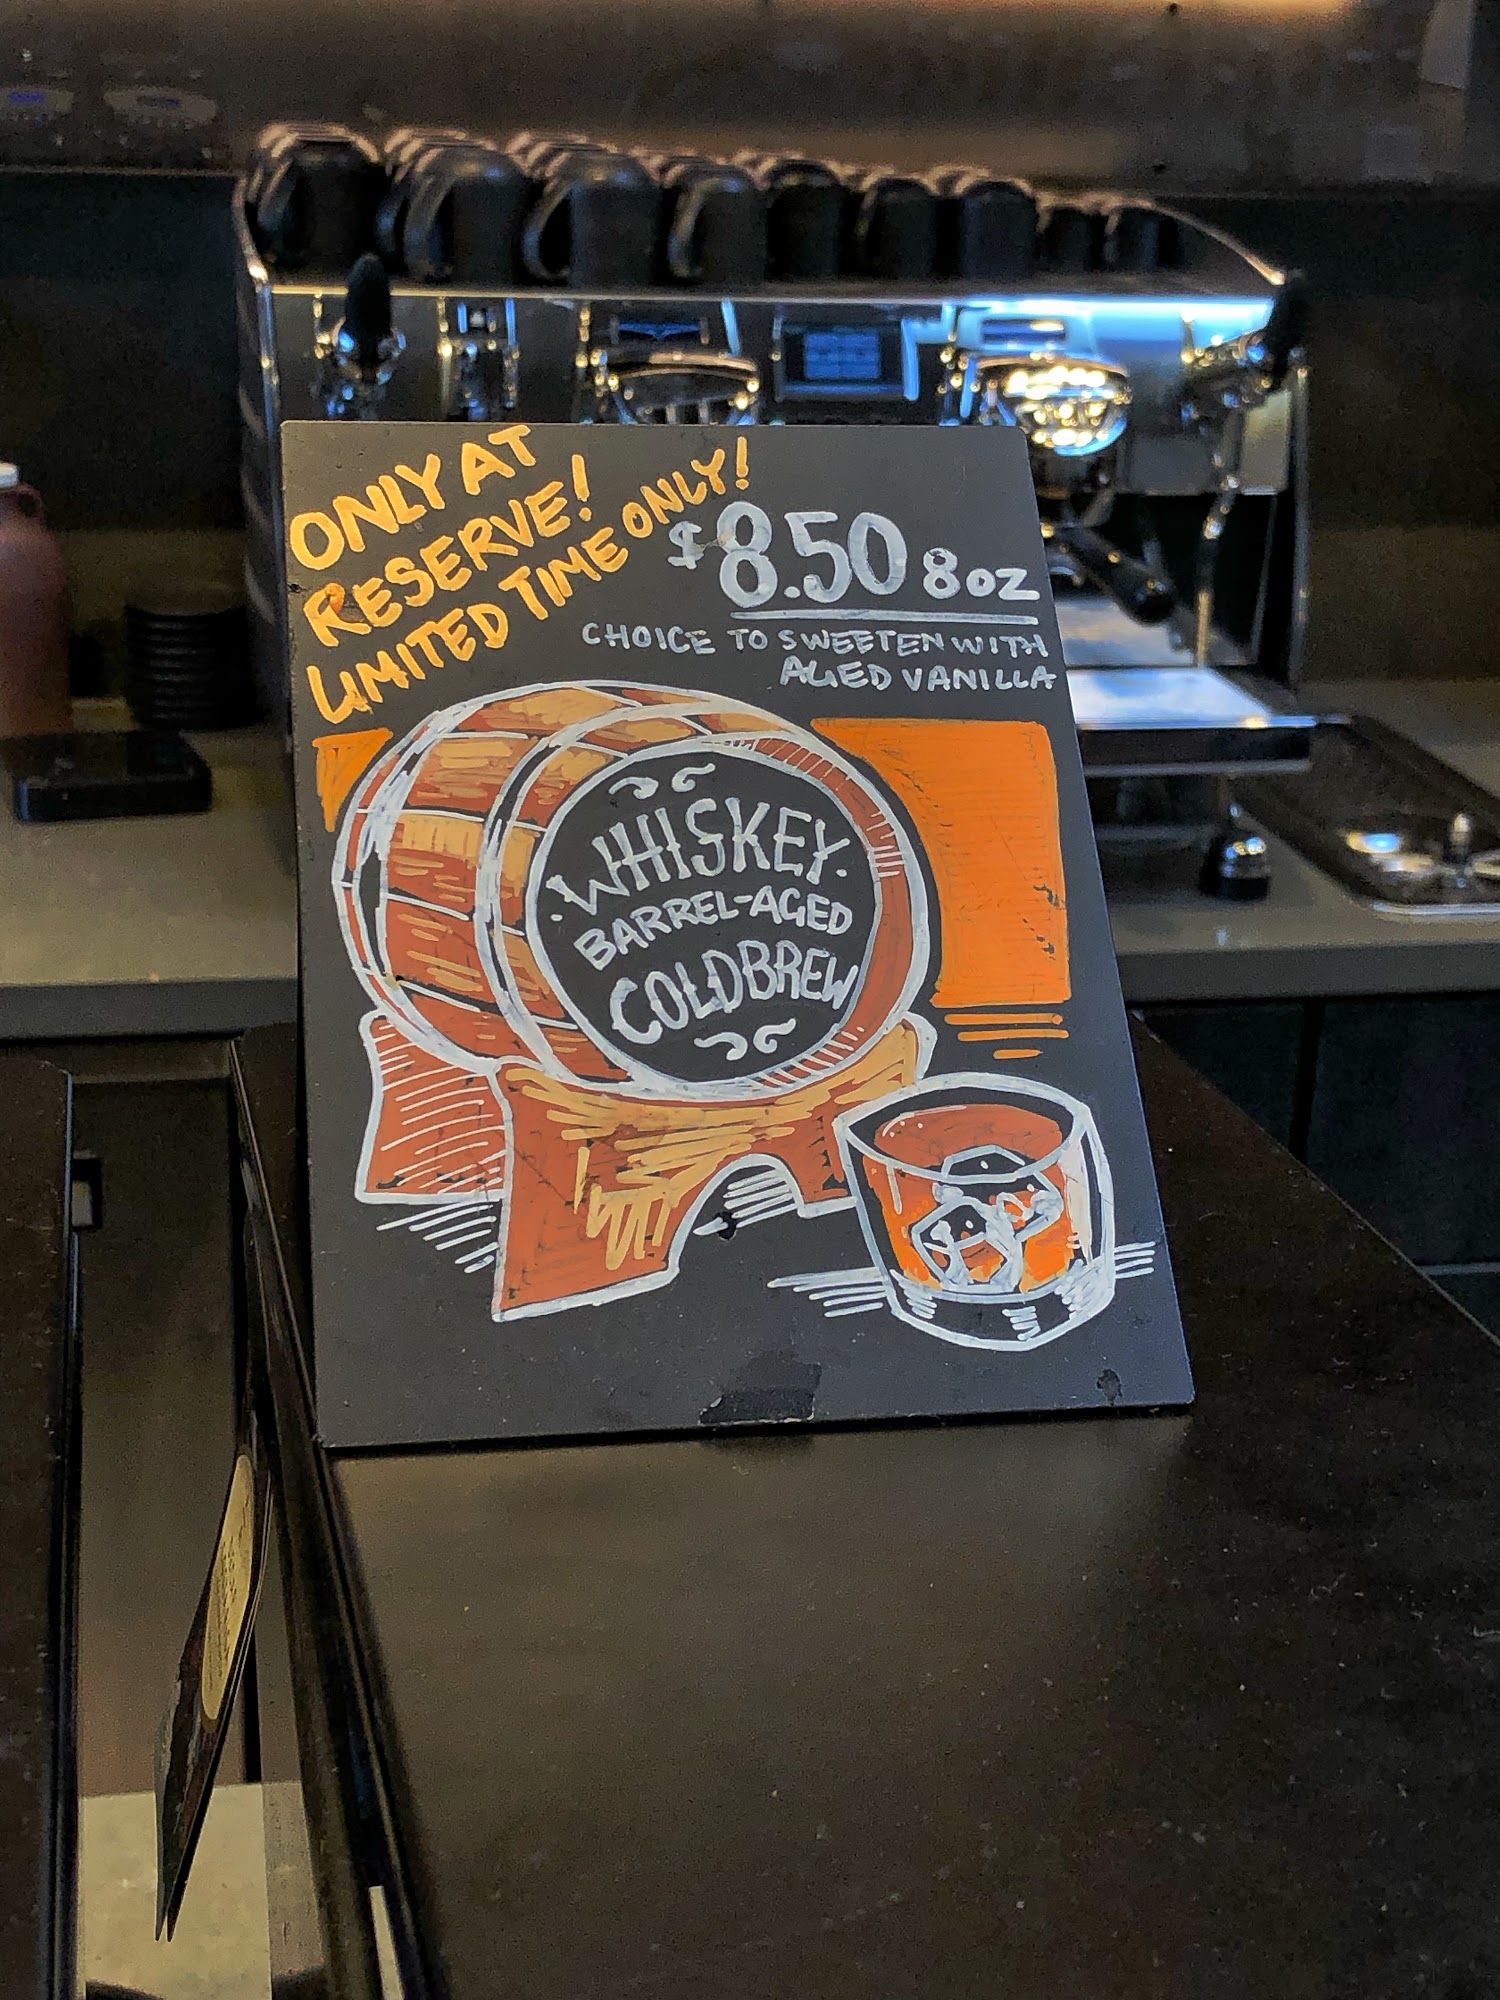 ONLY AT
RESERVE!
LIMITED TIME ONLY!
$8.50 8oz
CHOICE TO SWEETEN WITH
AGED VANILLA
WHISKEY
BARREL-AGED
COLDBREW